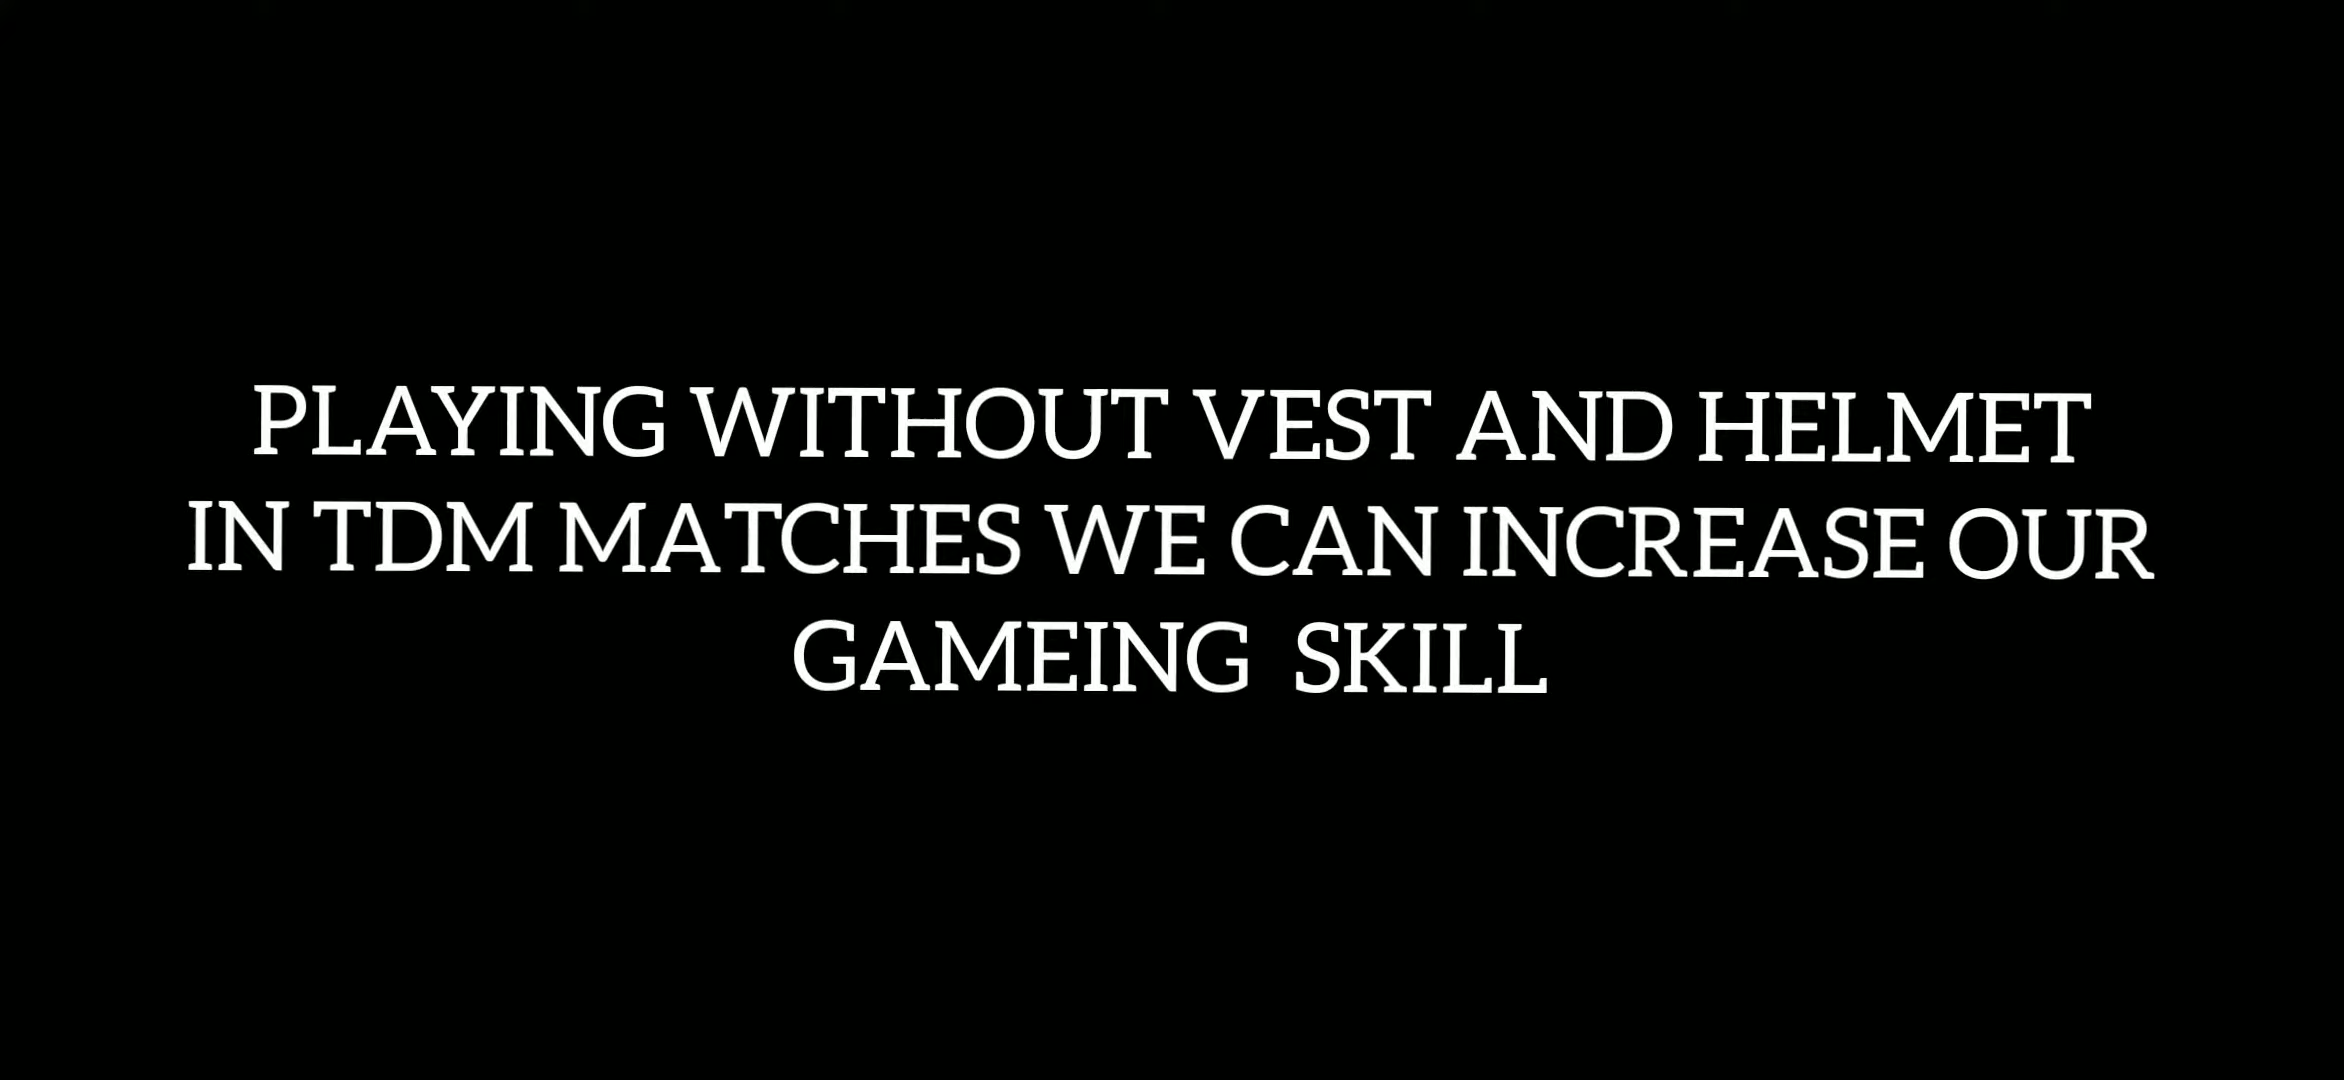 PLAYING WITHOUT VEST AND HELMET
IN TDM MATCHES WE CAN INCREASE OUR
GAMEING SKILL